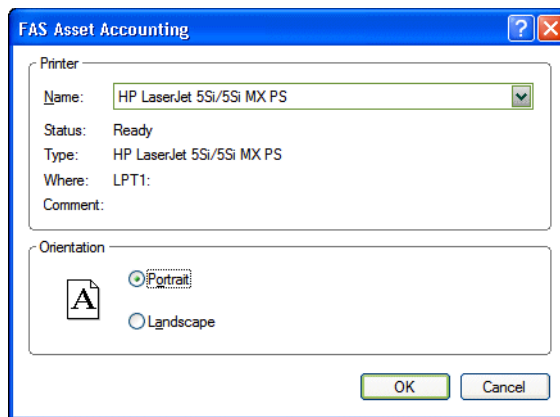 FAS Asset Accounting
Printer
Name: HP LaserJet 5Si/5Si MX PS
Status: Ready
Type: HP LaserJet 5Si/5Si MX PS
Where: LPT1:
Comment:
Orientation
A
Portrait
Landscape
OK Cancel